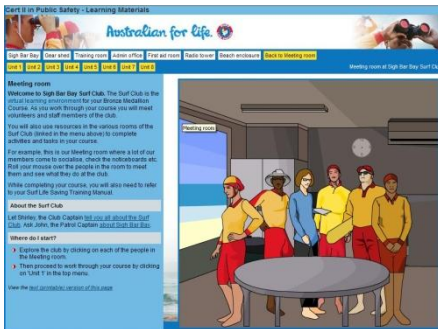 Cert II in Public Safety - Learning Materials
Australian for life.
Sigh Bar Bay Gear shed Training room Admin office First aid room Radio tower Beach enclosure Back to Meeting room
Unit 1 Unit 2 Unit 3 Unit 4 Unit 5 Unit 6 Unit 7 Unit 8
Meeting room at Sigh Bar Bay Surf Clu
Meeting room
Welcome to Sigh Bar Bay Surf Club. The Surf Club is the
virtual learning environment for your Bronze Medallion
Course. As you work through your course you will meet
volunteers and staff members of the club.
You will also use resources in the various rooms of the
Surf Club (linked in the menu above) to complete
activities and tasks in your course.
For example, this is our Meeting room where a lot of our
members come to socialise, check the noticeboards etc.
Roll your mouse over the people in the room to meet
them and see what they do at the club.
While completing your course, you will also need to refer
to your Surf Life Saving Training Manual.
About the Surf Club
Let Shirley, the Club Captain tell you all about the Surf
Club. Ask John, the Patrol Captain about Sigh Bar Bay.
Where do I start?
Explore the club by clicking on each of the people in
the Meeting room.
Then proceed to work through your course by clicking
on 'Unit 1' in the top menu.
View the text (printable) version of this page
Meeting room